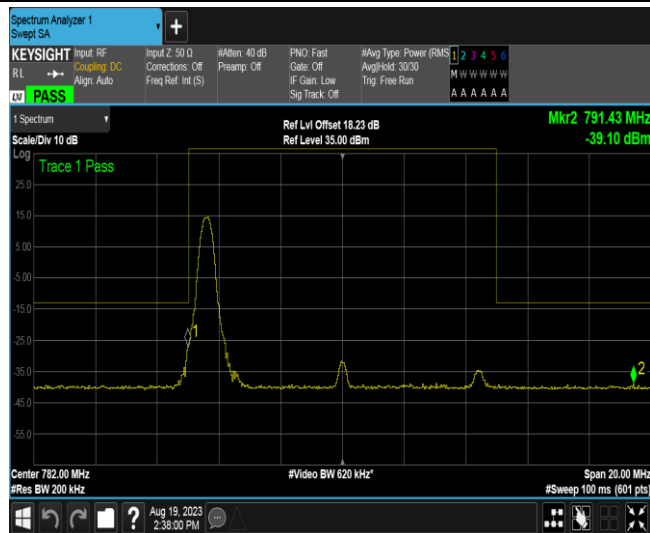 Spectrum Analyzer 1
Swept SA
+
KEYSIGHT
RL
LXI PASS
Input: RF
Coupling: DC
Align: Auto
Input Z: 50 Ω
Corrections: Off
Freq Ref: Int (S)
#Atten: 40 dB
Preamp: Off
PNO: Fast
Gate: Off
IF Gain: Low
Sig Track: Off
#Avg Type: Power (RMS
Avg|Hold: 30/30
Trig: Free Run
1 2 3 4 5 6
M W W W W W
A A A A A A
1 Spectrum
Scale/Div 10 dB
Ref Lvl Offset 18.23 dB
Ref Level 35.00 dBm
Mkr2 791.43 MHz
-39.10 dBm
Log
Trace 1 Pass
25.0
15.0
5.00
-5.00
-15.0
-25.0
-35.0
-45.0
-55.0
1
2
Center 782.00 MHz
#Res BW 200 kHz
#Video BW 620 kHz*
Span 20.00 MHz
#Sweep 100 ms (601 pts)
?
Aug 19, 2023
2:38:00 PM